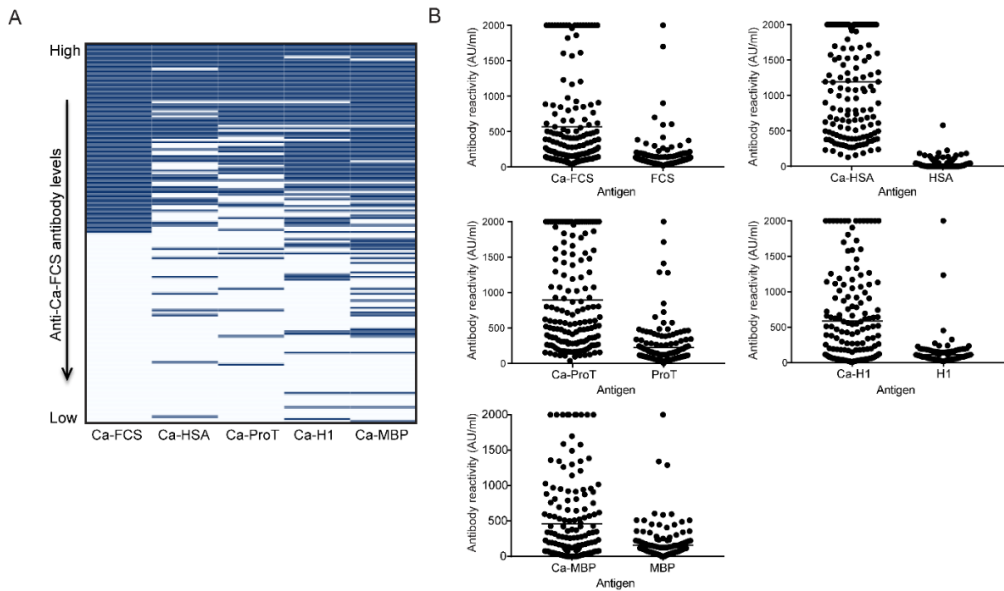 A
High
Anti-Ca-FCS antibody levels
Low
Ca-FCS Ca-HSA Ca-ProT Ca-H1 Ca-MBP
B
Antibody reactivity (AU/ml)
2000
1500
1000
500
0
Ca-FCS FCS
Antigen
Antibody reactivity (AU/ml)
2000
1500
1000
500
0
Ca-HSA HSA
Antigen
Antibody reactivity (AU/ml)
2000
1500
1000
500
0
Ca-ProT ProT
Antigen
Antibody reactivity (AU/ml)
2000
1500
1000
500
0
Ca-H1 H1
Antigen
Antibody reactivity (AU/ml)
2000
1500
1000
500
0
Ca-MBP MBP
Antigen